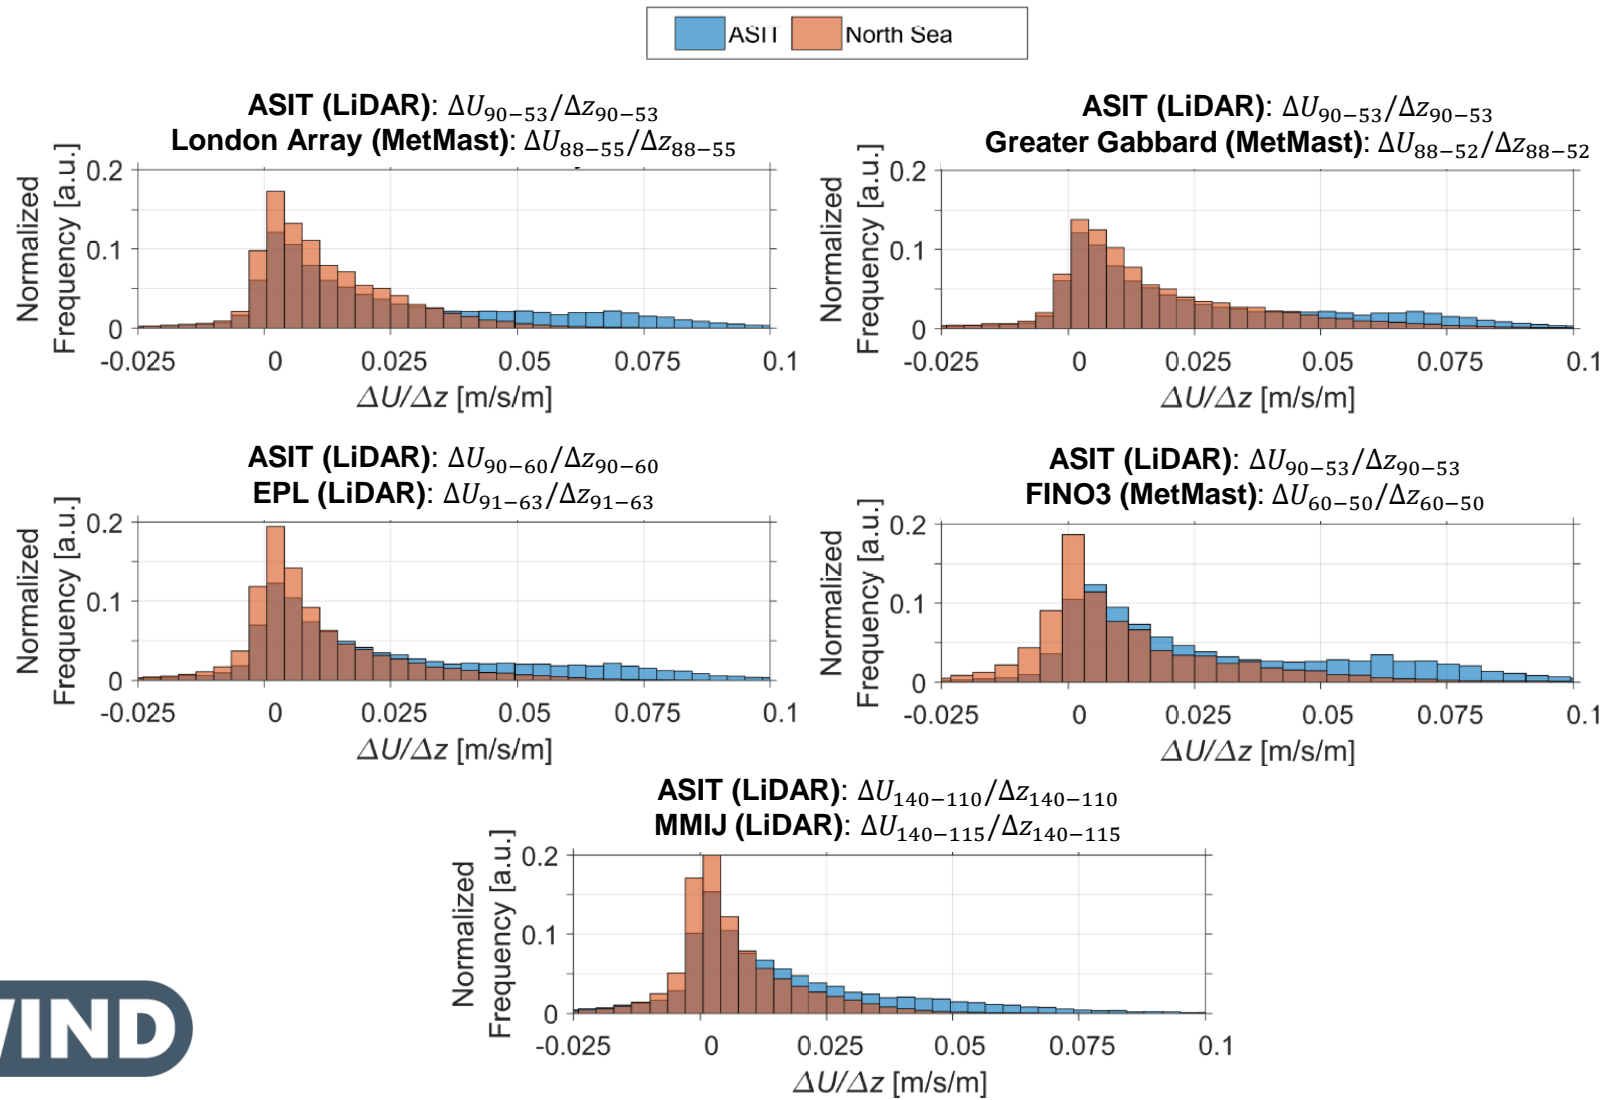 ASIT North Sea
ASIT (LiDAR): ΔU₉₀₋₅₃/Δz₉₀₋₅₃
London Array (MetMast): ΔU₈₈₋₅₅/Δz₈₈₋₅₅
Normalized
Frequency [a.u.]
0.2
0.1
0
-0.025 0 0.025 0.05 0.075 0.1
ΔU/Δz [m/s/m]
ASIT (LiDAR): ΔU₉₀₋₅₃/Δz₉₀₋₅₃
Greater Gabbard (MetMast): ΔU₈₈₋₅₂/Δz₈₈₋₅₂
Normalized
Frequency [a.u.]
0.2
0.1
0
-0.025 0 0.025 0.05 0.075 0.1
ΔU/Δz [m/s/m]
ASIT (LiDAR): ΔU₉₀₋₆₀/Δz₉₀₋₆₀
EPL (LiDAR): ΔU₉₁₋₆₃/Δz₉₁₋₆₃
Normalized
Frequency [a.u.]
0.2
0.1
0
-0.025 0 0.025 0.05 0.075 0.1
ΔU/Δz [m/s/m]
ASIT (LiDAR): ΔU₉₀₋₅₃/Δz₉₀₋₅₃
FINO3 (MetMast): ΔU₆₀₋₅₀/Δz₆₀₋₅₀
Normalized
Frequency [a.u.]
0.2
0.1
0
-0.025 0 0.025 0.05 0.075 0.1
ΔU/Δz [m/s/m]
ASIT (LiDAR): ΔU₁₄₀₋₁₁₀/Δz₁₄₀₋₁₁₀
MMIJ (LiDAR): ΔU₁₄₀₋₁₁₅/Δz₁₄₀₋₁₁₅
Normalized
Frequency [a.u.]
0.2
0.1
0
-0.025 0 0.025 0.05 0.075 0.1
ΔU/Δz [m/s/m]
WIND